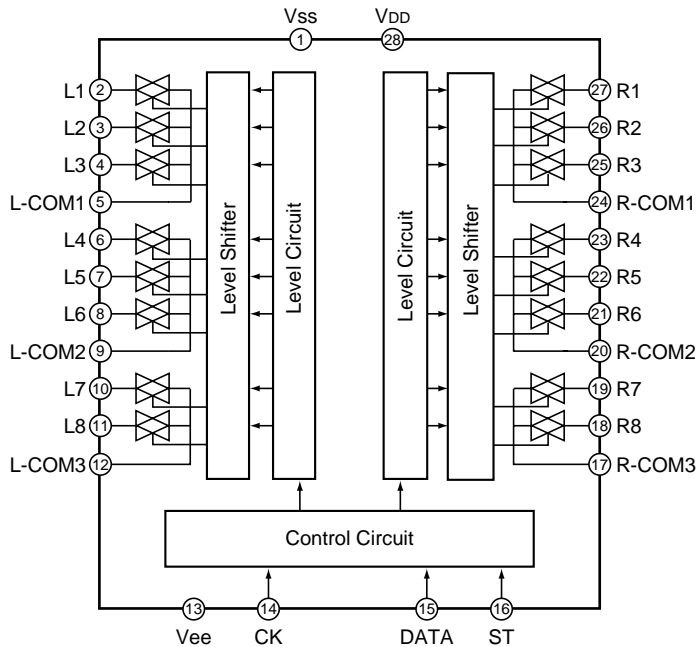 Vss VDD
1 28
L1 2 27 R1
L2 3 26 R2
L3 4 25 R3
L-COM1 5 24 R-COM1
L4 6 23 R4
L5 7 22 R5
L6 8 21 R6
L-COM2 9 20 R-COM2
L7 10 19 R7
L8 11 18 R8
L-COM3 12 17 R-COM3
Level Shifter
Level Circuit
Level Circuit
Level Shifter
Control Circuit
13 14 15 16
Vee CK DATA ST